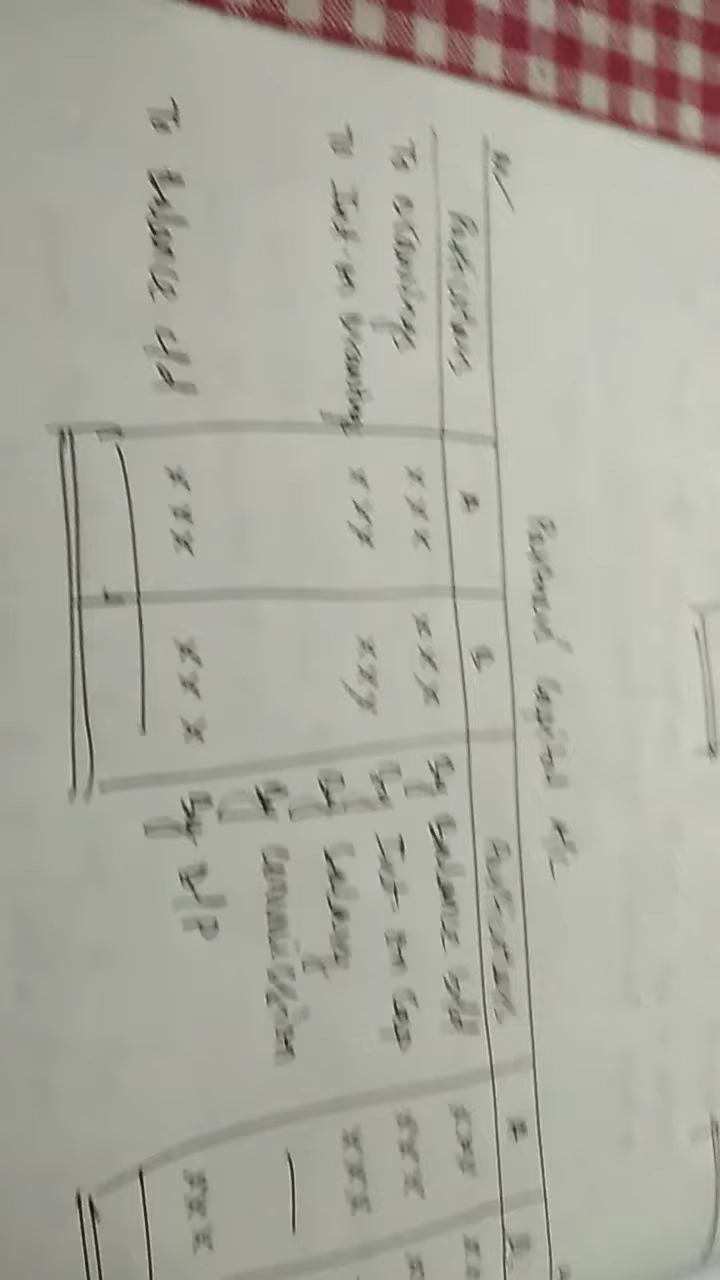 Partners' Capital A/c
Dr
Particulars A B Particulars A B
To drawings xxx xxx By Balance b/d xxx xx
To Int-on Drawings xxx xxx By Int-on Cap xxx x
By Salary xxx
By Commission —
To Balance c/d xxx xxx By P/P xxx